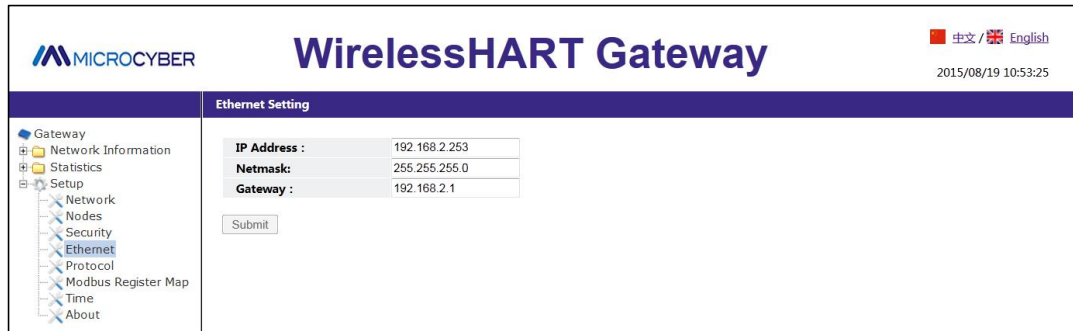 MICROCYBER
WirelessHART Gateway
中文 / English
2015/08/19 10:53:25
Ethernet Setting
Gateway
Network Information
Statistics
Setup
Network
Nodes
Security
Ethernet
Protocol
Modbus Register Map
Time
About
IP Address : 192.168.2.253
Netmask: 255.255.255.0
Gateway : 192.168.2.1
Submit